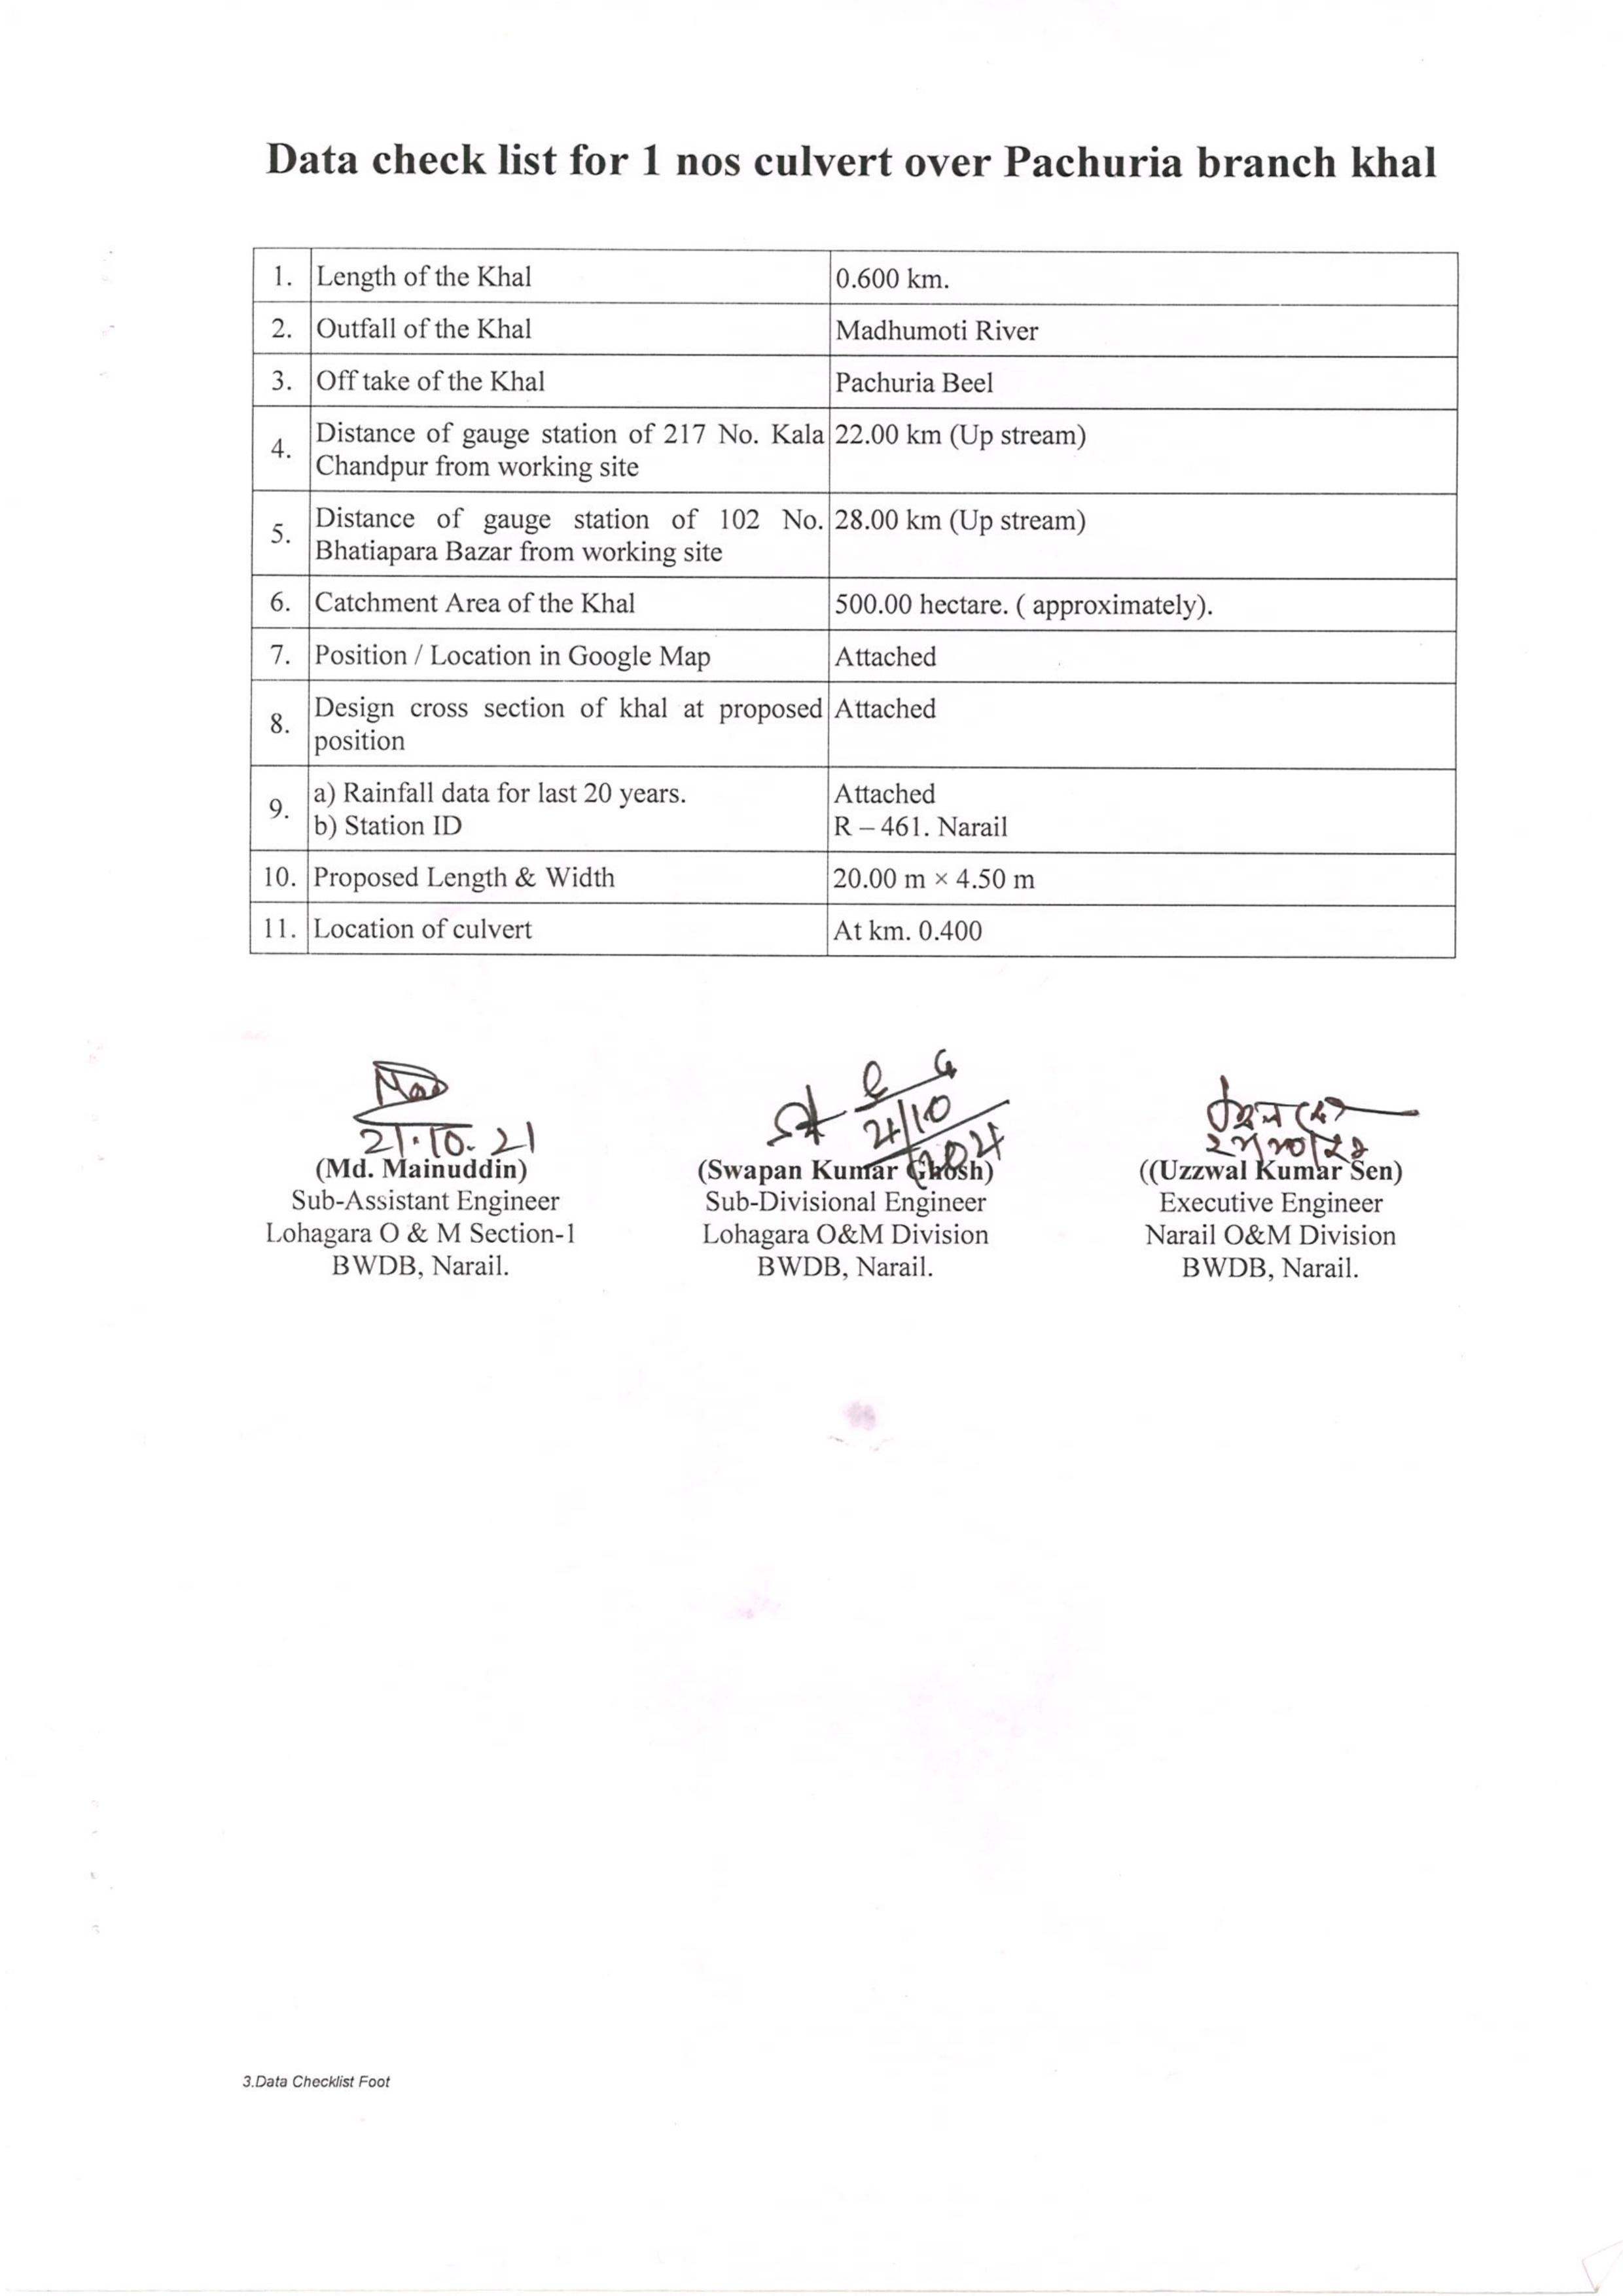 Data check list for 1 nos culvert over Pachuria branch khal
1. Length of the Khal 0.600 km.
2. Outfall of the Khal Madhumoti River
3. Off take of the Khal Pachuria Beel
4. Distance of gauge station of 217 No. Kala 22.00 km (Up stream)
Chandpur from working site
5. Distance of gauge station of 102 No. 28.00 km (Up stream)
Bhatiapara Bazar from working site
6. Catchment Area of the Khal 500.00 hectare. ( approximately).
7. Position / Location in Google Map Attached
8. Design cross section of khal at proposed Attached
position
9. a) Rainfall data for last 20 years. Attached
b) Station ID R – 461. Narail
10. Proposed Length & Width 20.00 m × 4.50 m
11. Location of culvert At km. 0.400
21.10.21
(Md. Mainuddin)
Sub-Assistant Engineer
Lohagara O & M Section-1
BWDB, Narail.
(Swapan Kumar Ghosh)
Sub-Divisional Engineer
Lohagara O&M Division
BWDB, Narail.
((Uzzwal Kumar Sen)
Executive Engineer
Narail O&M Division
BWDB, Narail.
3.Data Checklist Foot